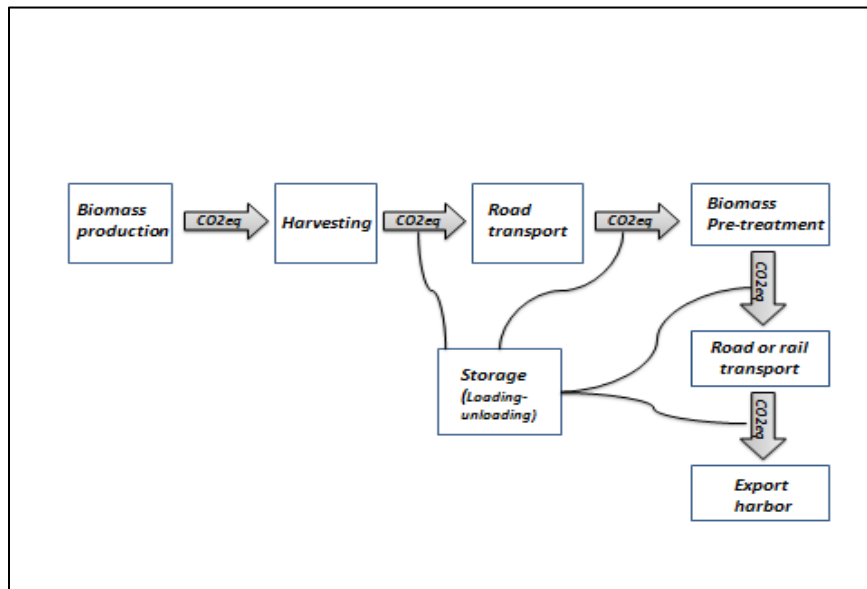 Biomass
production
CO2eq
Harvesting
CO2eq
Road
transport
CO2eq
Biomass
Pre-treatment
CO2eq
Road or rail
transport
CO2eq
Export
harbor
Storage
(Loading-
unloading)